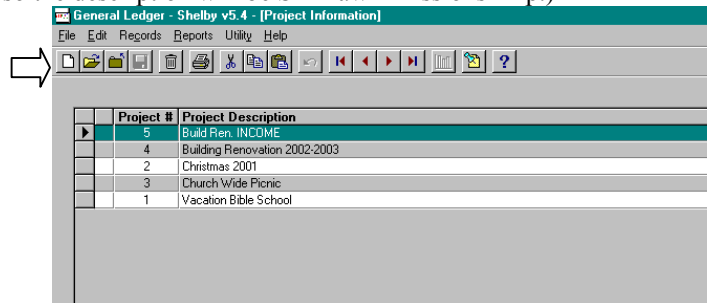 General Ledger - Shelby v5.4 - [Project Information]
File Edit Records Reports Utility Help
Project # Project Description
5 Build Ren. INCOME
4 Building Renovation 2002-2003
2 Christmas 2001
3 Church Wide Picnic
1 Vacation Bible School